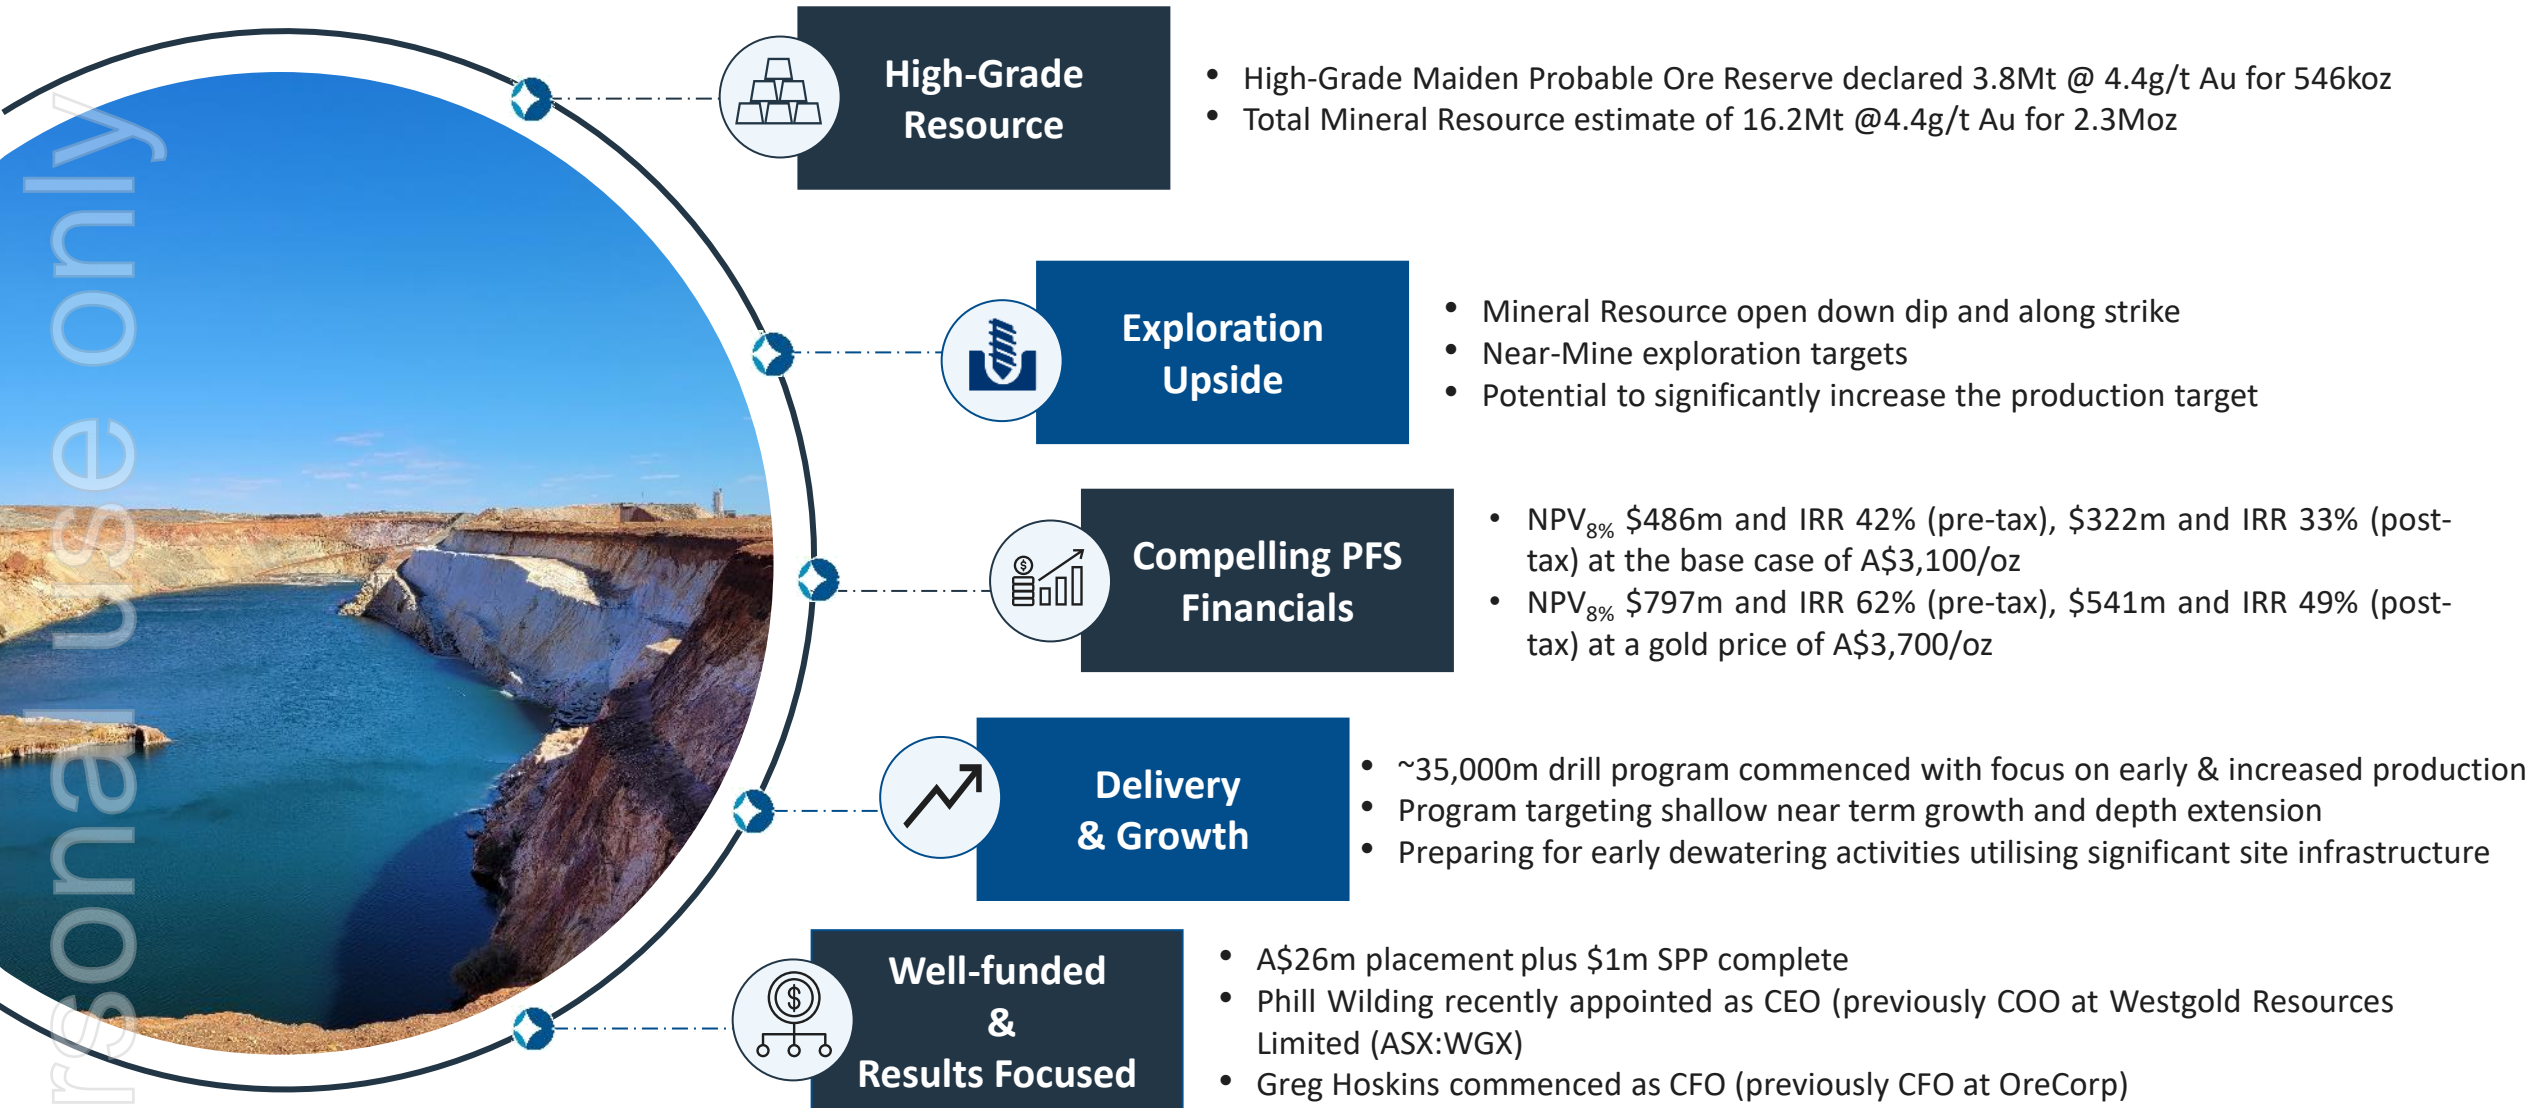 High-Grade
Resource
• High-Grade Maiden Probable Ore Reserve declared 3.8Mt @ 4.4g/t Au for 546koz
• Total Mineral Resource estimate of 16.2Mt @4.4g/t Au for 2.3Moz
Exploration
Upside
• Mineral Resource open down dip and along strike
• Near-Mine exploration targets
• Potential to significantly increase the production target
Compelling PFS
Financials
• NPV8% $486m and IRR 42% (pre-tax), $322m and IRR 33% (post-
tax) at the base case of A$3,100/oz
• NPV8% $797m and IRR 62% (pre-tax), $541m and IRR 49% (post-
tax) at a gold price of A$3,700/oz
Delivery
& Growth
• ~35,000m drill program commenced with focus on early & increased production
• Program targeting shallow near term growth and depth extension
• Preparing for early dewatering activities utilising significant site infrastructure
Well-funded
&
Results Focused
• A$26m placement plus $1m SPP complete
• Phill Wilding recently appointed as CEO (previously COO at Westgold Resources
Limited (ASX:WGX)
• Greg Hoskins commenced as CFO (previously CFO at OreCorp)
rsonal use only